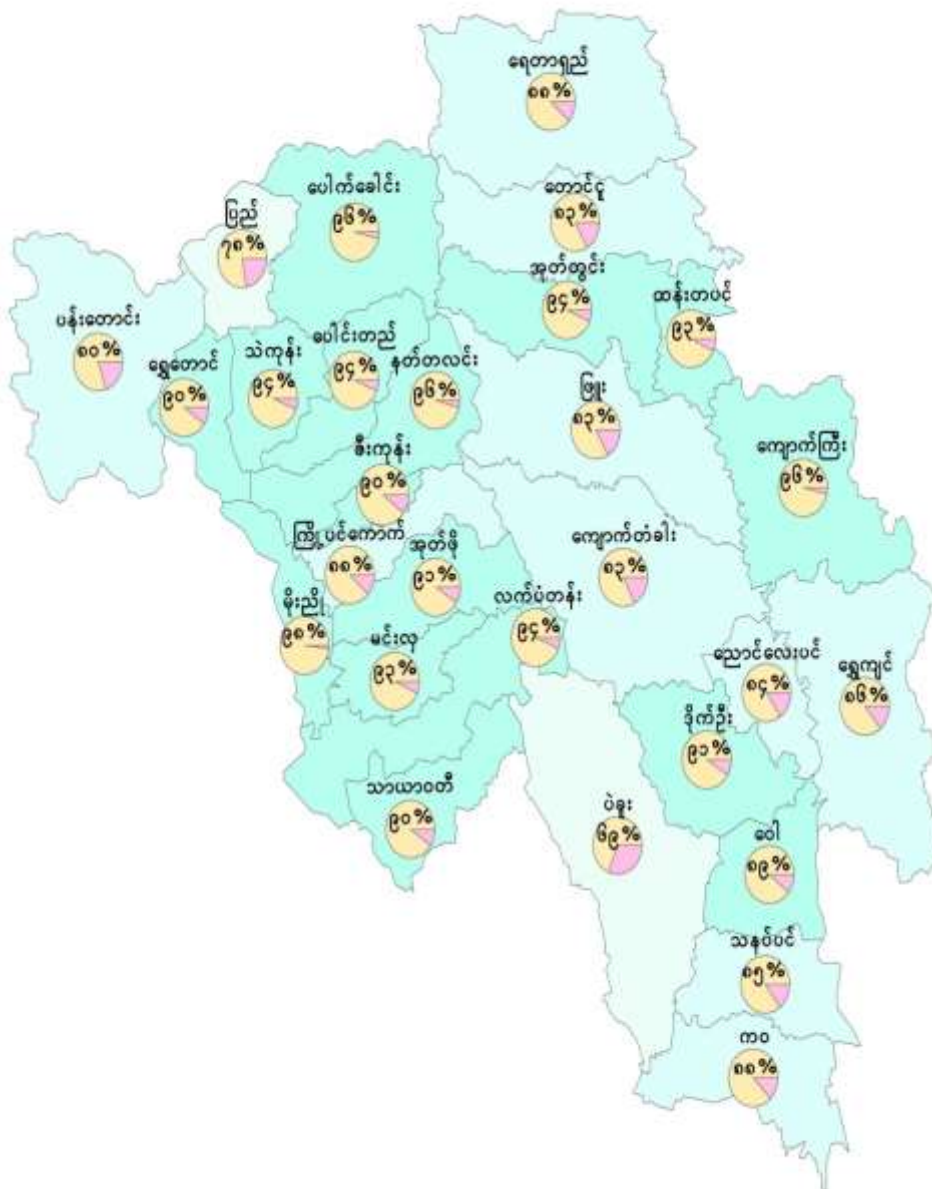 ရေတာရှည်
၈၈%
ပေါက်ခေါင်း
၉၆%
တောင်ငူ
၈၃%
ပြည်
၇၈%
အုတ်တွင်း
၉၄%
ထန်းတပင်
၉၃%
ပန်းတောင်း
၈၀%
ရွှေတောင်
၉၀%
သဲကုန်း
၉၄%
ပေါင်းတည်
၉၄%
နတ်တလင်း
၉၆%
ဖြူး
၈၃%
ကျောက်ကြီး
၉၆%
ဇီးကုန်း
၉၀%
ကြို့ပင်ကောက်
၈၈%
အုတ်ဖို
၉၁%
ကျောက်တံခါး
၈၃%
မိုးညို
၉၈%
လက်ပံတန်း
၉၄%
မင်းလှ
၉၃%
ညောင်လေးပင်
၈၄%
ရွှေကျင်
၈၆%
ဒိုက်ဦး
၉၁%
သာယာဝတီ
၉၀%
ပဲခူး
၆၉%
ဝေါ
၈၉%
သနပ်ပင်
၈၅%
ကဝ
၈၈%